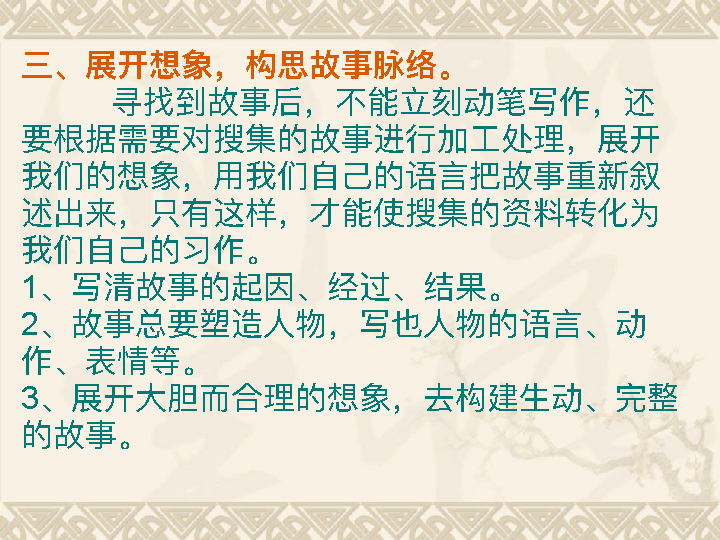 三、展开想象，构思故事脉络。
寻找到故事后，不能立刻动笔写作，还
要根据需要对搜集的故事进行加工处理，展开
我们的想象，用我们自己的语言把故事重新叙
述出来，只有这样，才能使搜集的资料转化为
我们自己的习作。
1、写清故事的起因、经过、结果。
2、故事总要塑造人物，写也人物的语言、动
作、表情等。
3、展开大胆而合理的想象，去构建生动、完整
的故事。